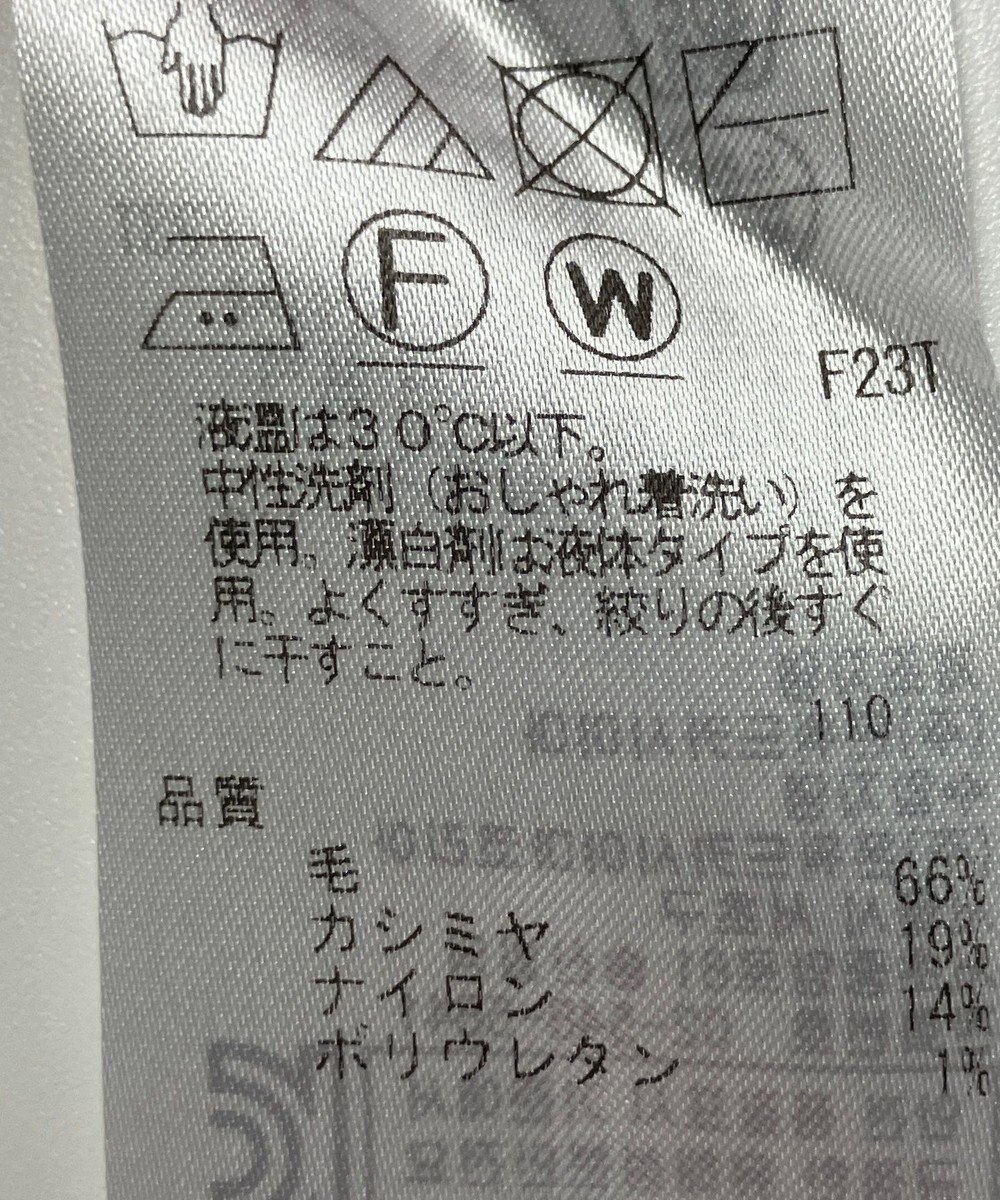 F
W
F23T
液温は30℃以下。
中性洗剤(おしゃれ着洗い)を
使用。漂白剤は液体タイプを使
用。よくすすぎ、絞りの後すぐ
に干すこと。
110
品質
毛 66%
カシミヤ 19%
ナイロン 14%
ポリウレタン 1%